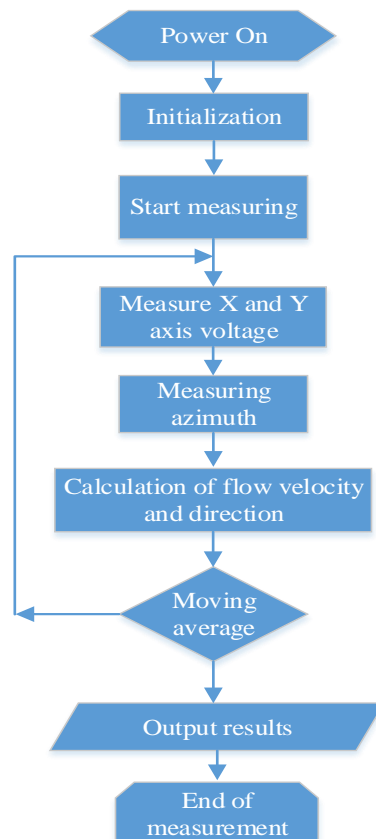 Power On
Initialization
Start measuring
Measure X and Y
axis voltage
Measuring
azimuth
Calculation of flow velocity
and direction
Moving
average
Output results
End of
measurement